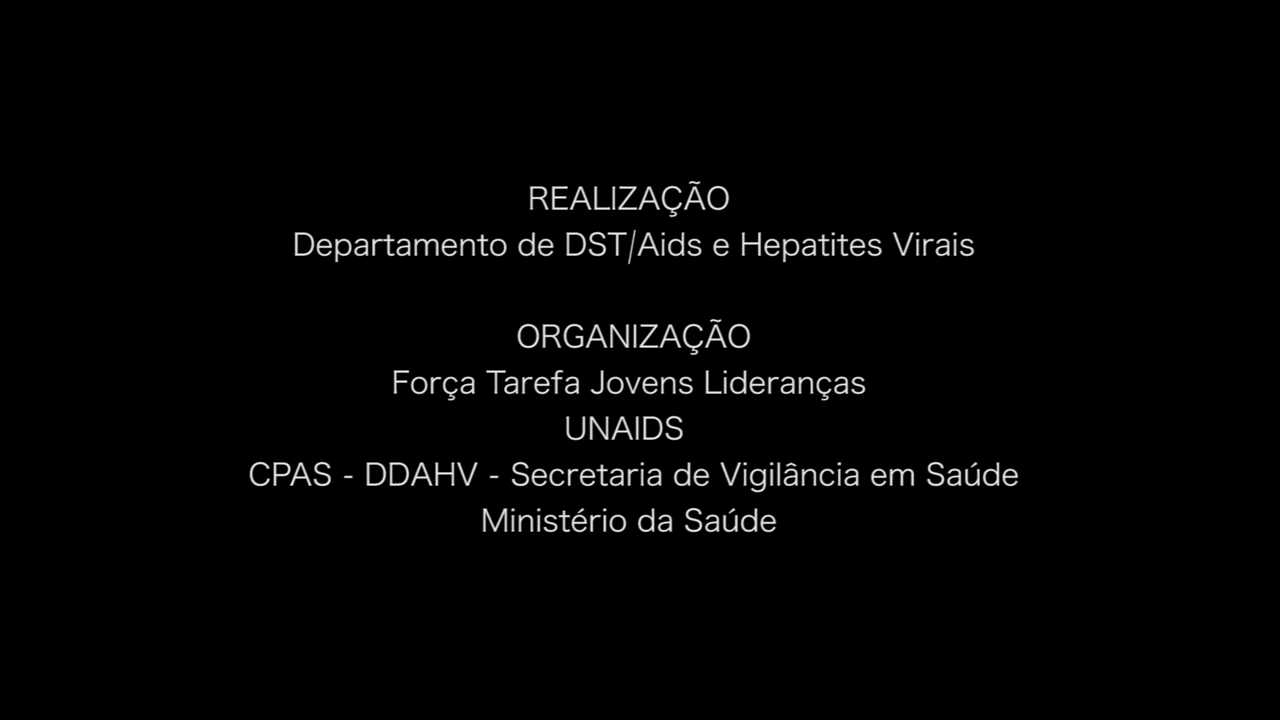 REALIZAÇÃO
Departamento de DST/Aids e Hepatites Virais
ORGANIZAÇÃO
Força Tarefa Jovens Lideranças
UNAIDS
CPAS - DDAHV - Secretaria de Vigilância em Saúde
Ministério da Saúde